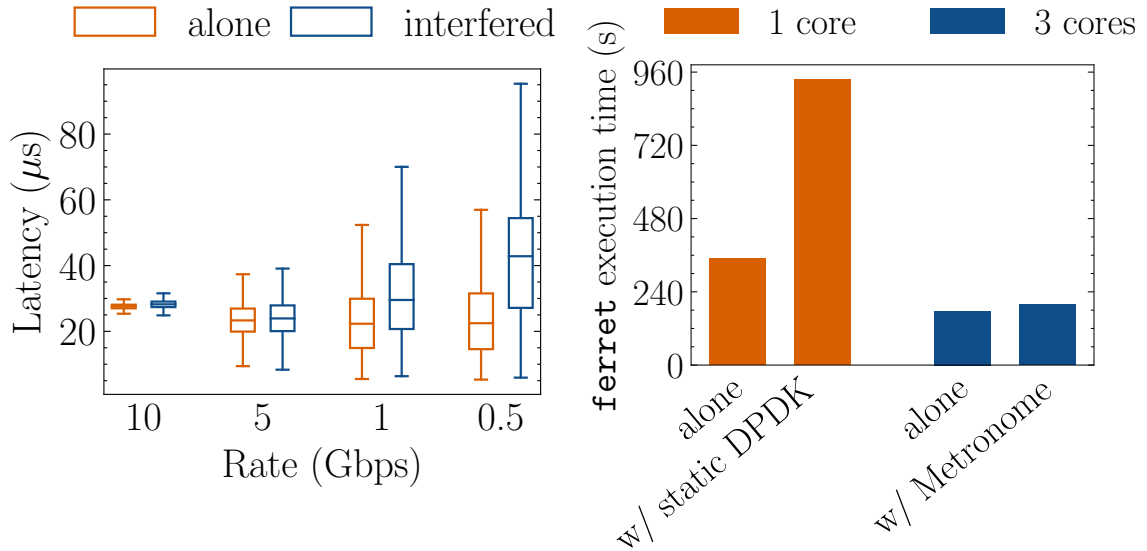 alone interfered
Latency (μs)
80
60
40
20
10 5 1 0.5
Rate (Gbps)
1 core 3 cores
ferret execution time (s)
960
720
480
240
0
alone
w/ static DPDK
alone
w/ Metronome